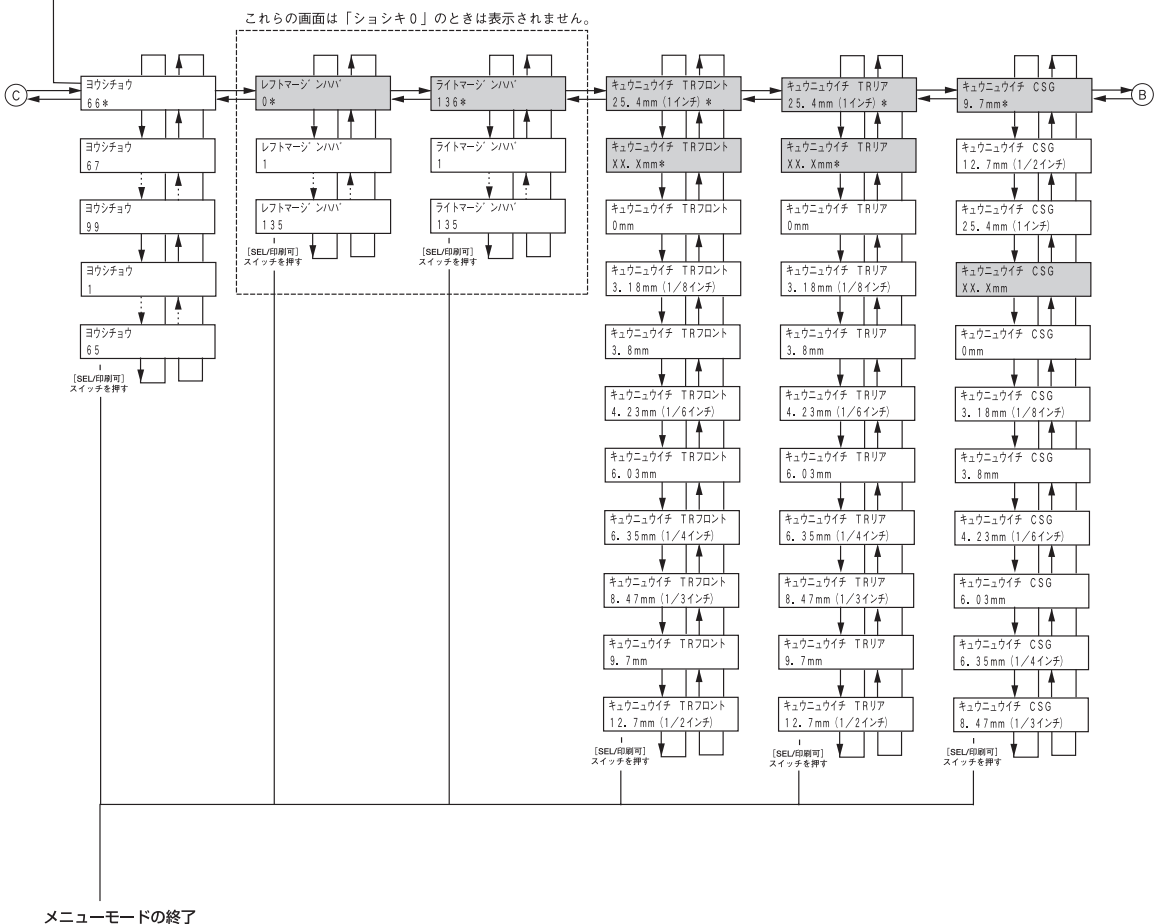 これらの画面は「ショシキ0」のときは表示されません。
C
ヨウシチョウ
66*
ヨウシチョウ
67
ヨウシチョウ
99
ヨウシチョウ
1
ヨウシチョウ
65
[SEL/印刷可]
スイッチを押す
レフトマージンハバ
0*
レフトマージンハバ
1
レフトマージンハバ
135
[SEL/印刷可]
スイッチを押す
ライトマージンハバ
136*
ライトマージンハバ
1
ライトマージンハバ
135
[SEL/印刷可]
スイッチを押す
キュウニュウイチ TRフロント
25.4mm(1インチ)*
キュウニュウイチ TRフロント
XX.Xmm*
キュウニュウイチ TRフロント
0mm
キュウニュウイチ TRフロント
3.18mm(1/8インチ)
キュウニュウイチ TRフロント
3.8mm
キュウニュウイチ TRフロント
4.23mm(1/6インチ)
キュウニュウイチ TRフロント
6.03mm
キュウニュウイチ TRフロント
6.35mm(1/4インチ)
キュウニュウイチ TRフロント
8.47mm(1/3インチ)
キュウニュウイチ TRフロント
9.7mm
キュウニュウイチ TRフロント
12.7mm(1/2インチ)
[SEL/印刷可]
スイッチを押す
キュウニュウイチ TRリア
25.4mm(1インチ)*
キュウニュウイチ TRリア
XX.Xmm*
キュウニュウイチ TRリア
0mm
キュウニュウイチ TRリア
3.18mm(1/8インチ)
キュウニュウイチ TRリア
3.8mm
キュウニュウイチ TRリア
4.23mm(1/6インチ)
キュウニュウイチ TRリア
6.03mm
キュウニュウイチ TRリア
6.35mm(1/4インチ)
キュウニュウイチ TRリア
8.47mm(1/3インチ)
キュウニュウイチ TRリア
9.7mm
キュウニュウイチ TRリア
12.7mm(1/2インチ)
[SEL/印刷可]
スイッチを押す
キュウニュウイチ CSG
9.7mm*
キュウニュウイチ CSG
12.7mm(1/2インチ)
キュウニュウイチ CSG
25.4mm(1インチ)
キュウニュウイチ CSG
XX.Xmm
キュウニュウイチ CSG
0mm
キュウニュウイチ CSG
3.18mm(1/8インチ)
キュウニュウイチ CSG
3.8mm
キュウニュウイチ CSG
4.23mm(1/6インチ)
キュウニュウイチ CSG
6.03mm
キュウニュウイチ CSG
6.35mm(1/4インチ)
キュウニュウイチ CSG
8.47mm(1/3インチ)
[SEL/印刷可]
スイッチを押す
B
メニューモードの終了